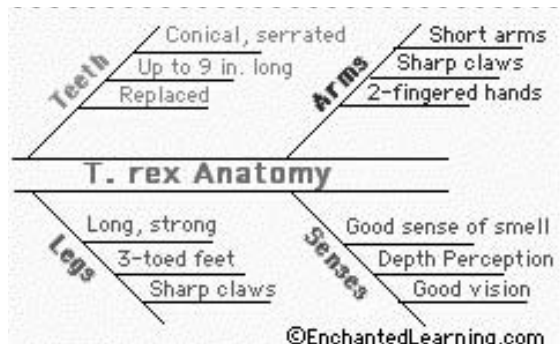 Teeth
Conical, serrated
Up to 9 in. long
Replaced
Arms
Short arms
Sharp claws
2-fingered hands
T. rex Anatomy
Legs
Long, strong
3-toed feet
Sharp claws
Senses
Good sense of smell
Depth Perception
Good vision
©EnchantedLearning.com